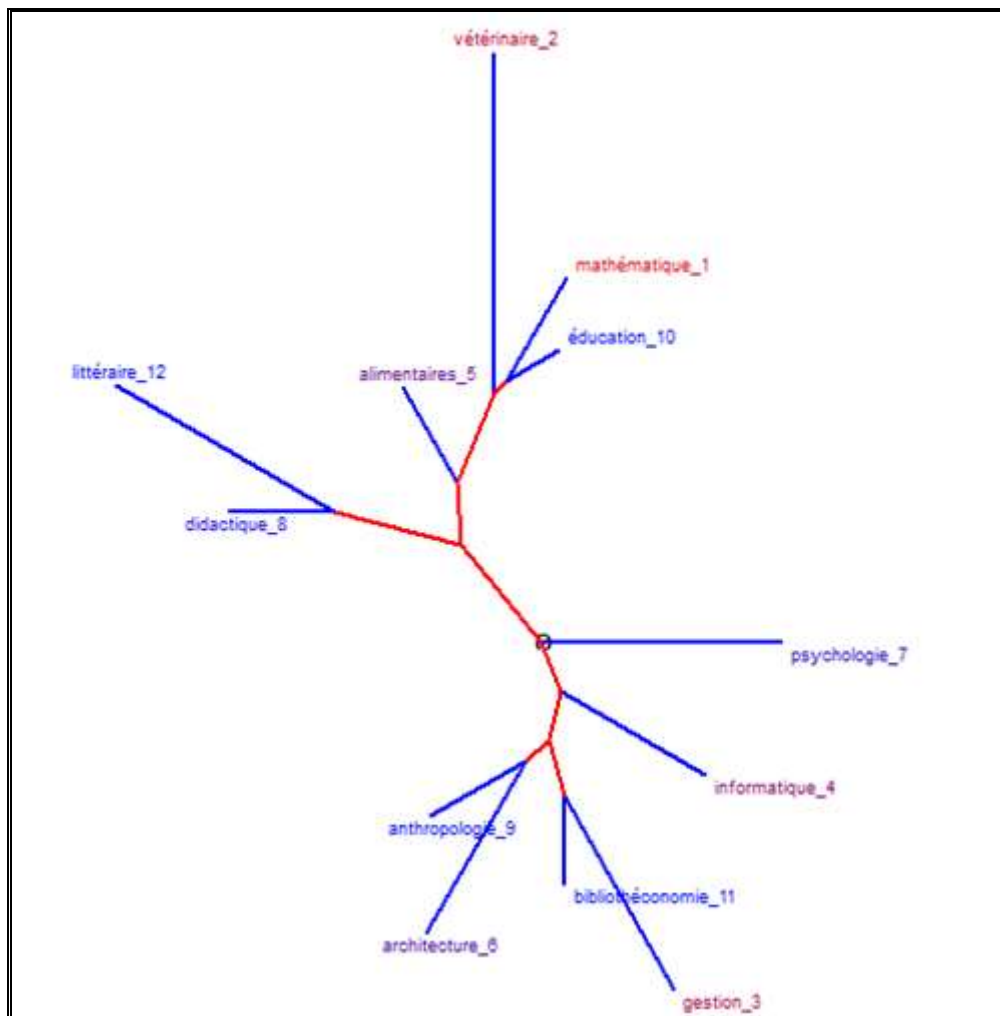 vétérinaire_2
mathématique_1
éducation_10
littéraire_12
alimentaires_5
didactique_8
psychologie_7
informatique_4
anthropologie_9
bibliothéconomie_11
architecture_6
gestion_3